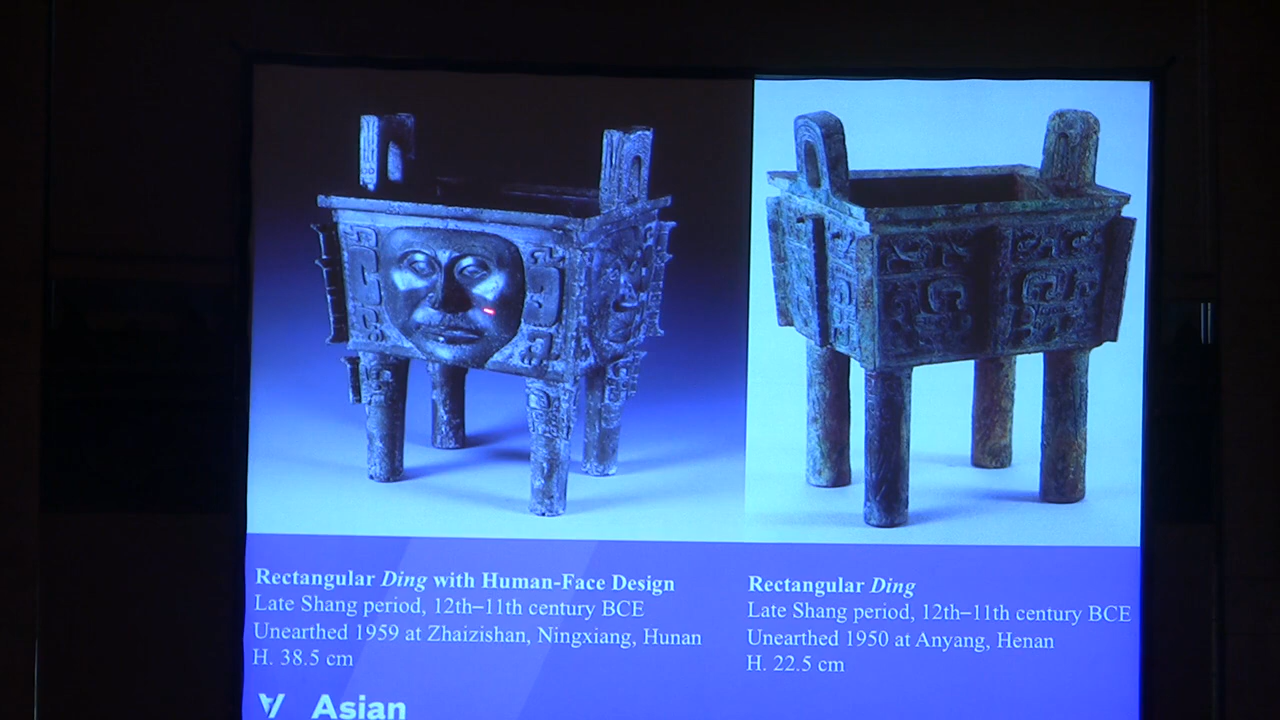 Rectangular Ding with Human-Face Design
Late Shang period, 12th–11th century BCE
Unearthed 1959 at Zhaizishan, Ningxiang, Hunan
H. 38.5 cm
Rectangular Ding
Late Shang period, 12th–11th century BCE
Unearthed 1950 at Anyang, Henan
H. 22.5 cm
Asian